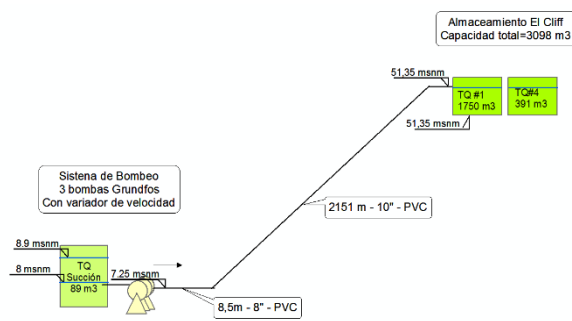 Almaceamiento El Cliff
Capacidad total=3098 m3
51,35 msnm
TQ #1
1750 m3
TQ#4
391 m3
51,35 msnm
Sistena de Bombeo
3 bombas Grundfos
Con variador de velocidad
2151 m - 10" - PVC
8.9 msnm
8 msnm
TQ
Succión
89 m3
7.25 msnm
8,5m - 8" - PVC